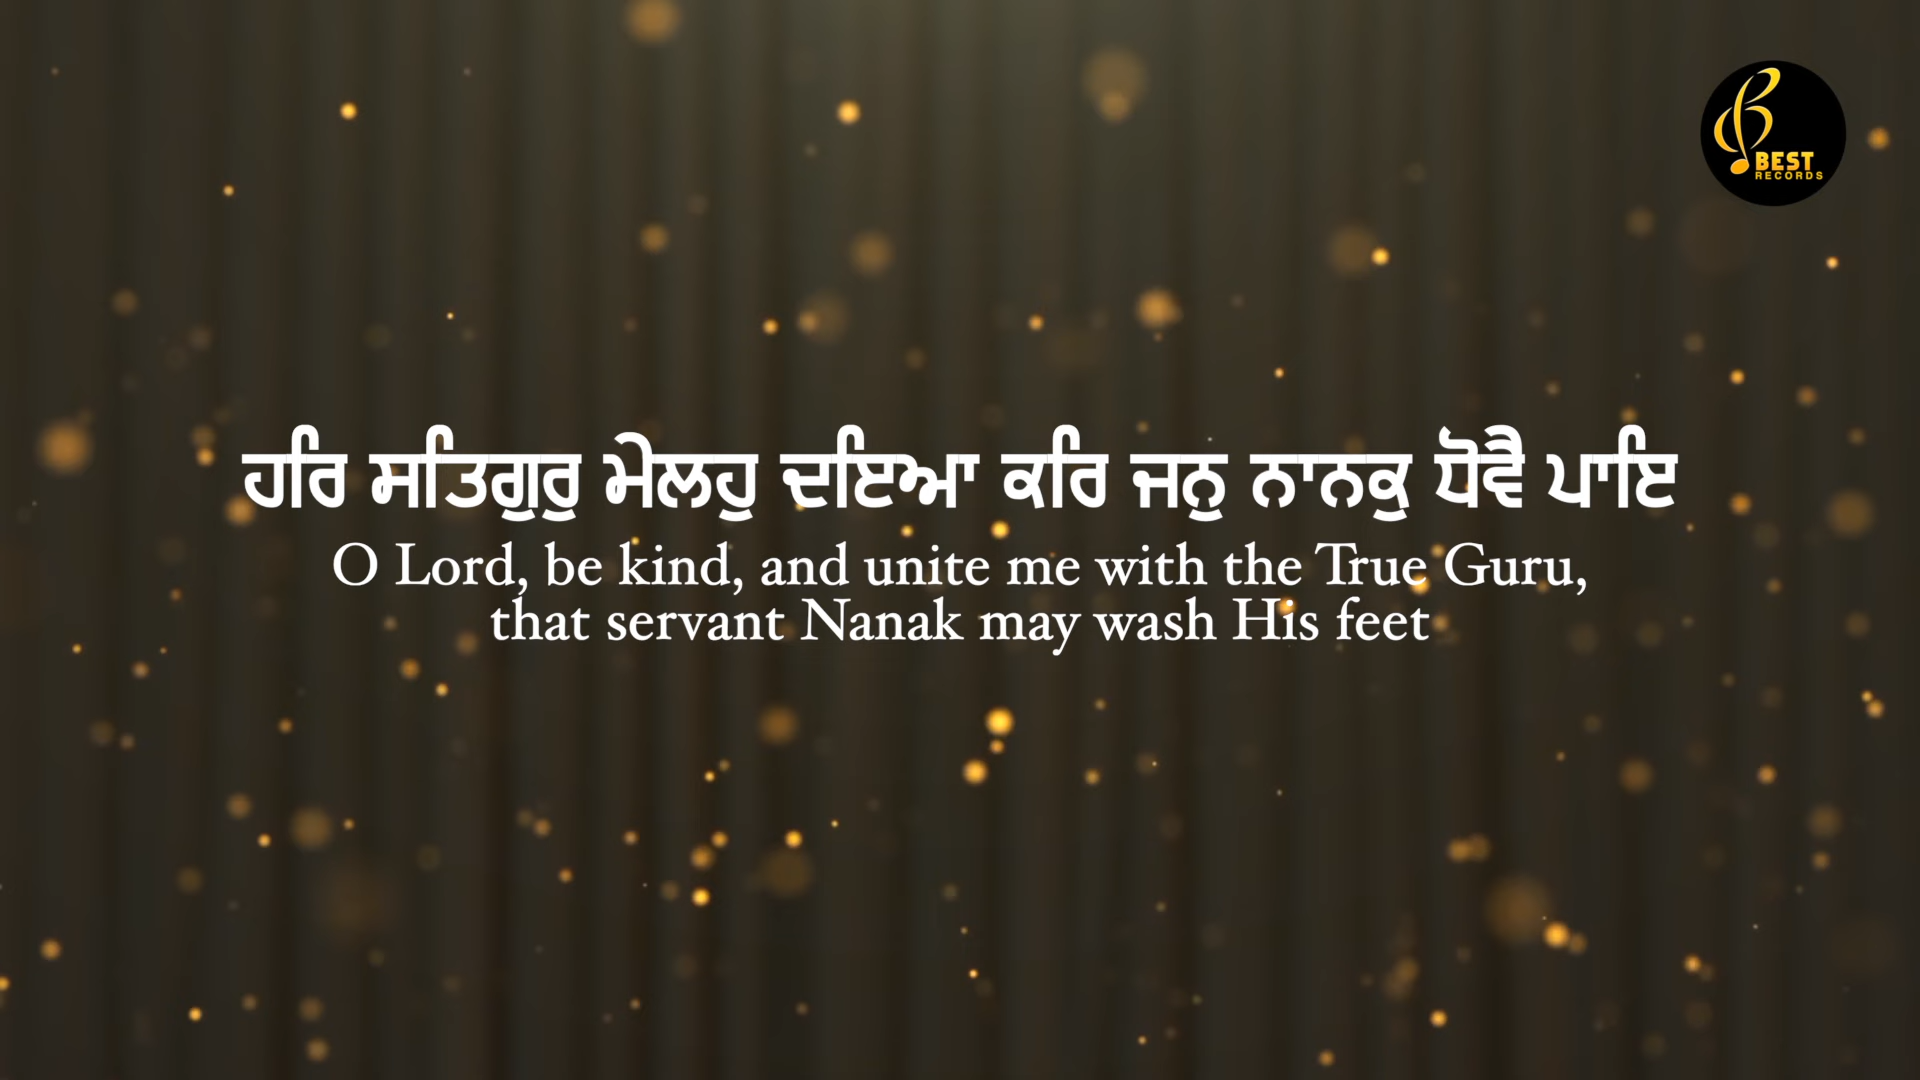 BEST
RECORDS
ਹਰਿ ਸਤਿਗੁਰੁ ਮੇਲਹੁ ਦਇਆ ਕਰਿ ਜਨੁ ਨਾਨਕੁ ਧੋਵੈ ਪਾਇ
O Lord, be kind, and unite me with the True Guru,
that servant Nanak may wash His feet